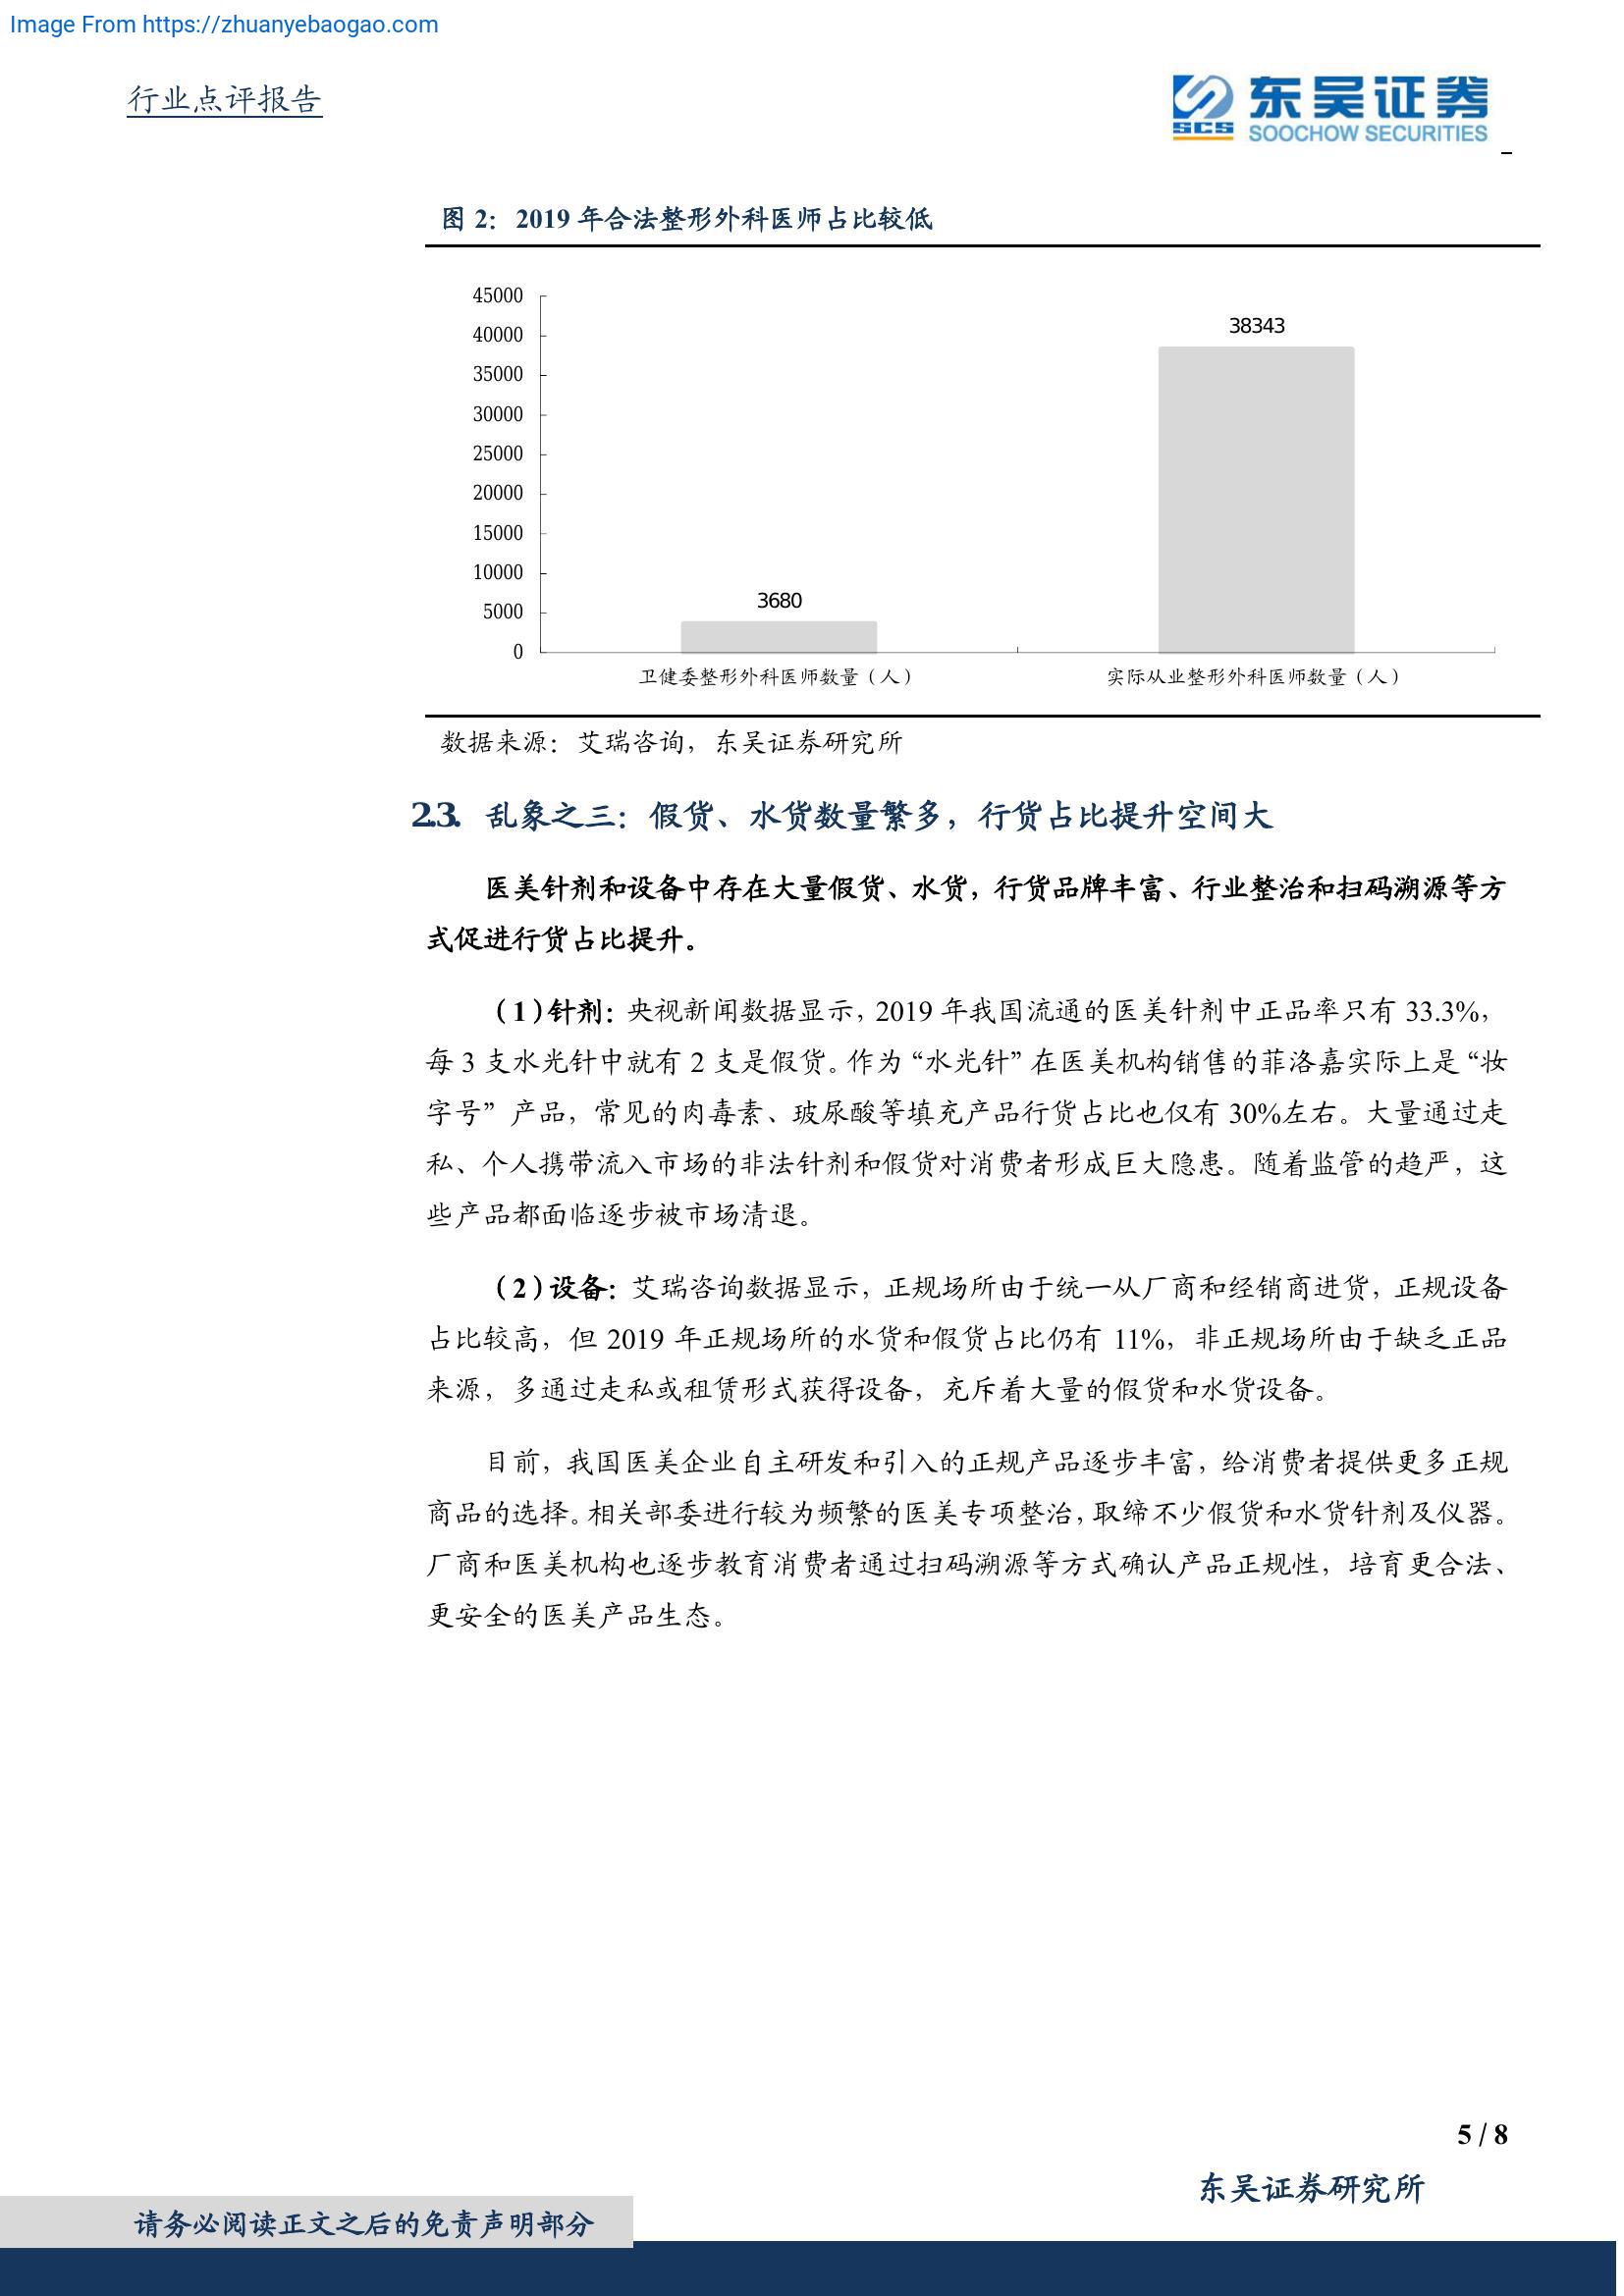 Image From https://zhuanyebaogao.com
行业点评报告
SCS
东吴证券
SOOCHOW SECURITIES
图 2：2019 年合法整形外科医师占比较低
45000
40000
35000
30000
25000
20000
15000
10000
5000
0
3680
38343
卫健委整形外科医师数量（人）
实际从业整形外科医师数量（人）
数据来源：艾瑞咨询，东吴证券研究所
2.3. 乱象之三：假货、水货数量繁多，行货占比提升空间大
医美针剂和设备中存在大量假货、水货，行货品牌丰富、行业整治和扫码溯源等方
式促进行货占比提升。
（1）针剂：央视新闻数据显示，2019 年我国流通的医美针剂中正品率只有 33.3%，
每 3 支水光针中就有 2 支是假货。作为“水光针”在医美机构销售的菲洛嘉实际上是“妆
字号”产品，常见的肉毒素、玻尿酸等填充产品行货占比也仅有 30%左右。大量通过走
私、个人携带流入市场的非法针剂和假货对消费者形成巨大隐患。随着监管的趋严，这
些产品都面临逐步被市场清退。
（2）设备：艾瑞咨询数据显示，正规场所由于统一从厂商和经销商进货，正规设备
占比较高，但 2019 年正规场所的水货和假货占比仍有 11%，非正规场所由于缺乏正品
来源，多通过走私或租赁形式获得设备，充斥着大量的假货和水货设备。
目前，我国医美企业自主研发和引入的正规产品逐步丰富，给消费者提供更多正规
商品的选择。相关部委进行较为频繁的医美专项整治，取缔不少假货和水货针剂及仪器。
厂商和医美机构也逐步教育消费者通过扫码溯源等方式确认产品正规性，培育更合法、
更安全的医美产品生态。
5 / 8
东吴证券研究所
请务必阅读正文之后的免责声明部分